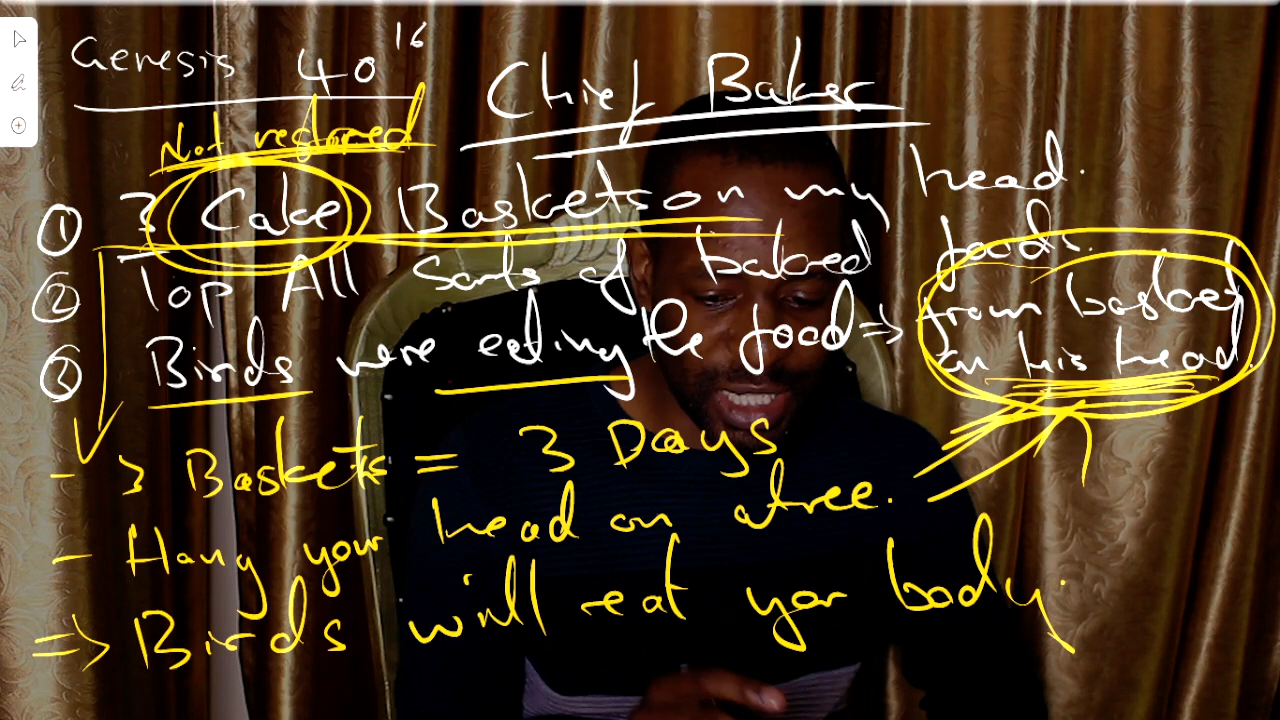 Genesis 40 16
Chief Baker
Not restored
① 3 Cake Baskets on my head.
② Top All sorts of baked foods.
③ Birds were eating the food => from basket
on his head.
- 3 Baskets = 3 Days
- Hang your head on a tree.
=> Birds will eat your body.